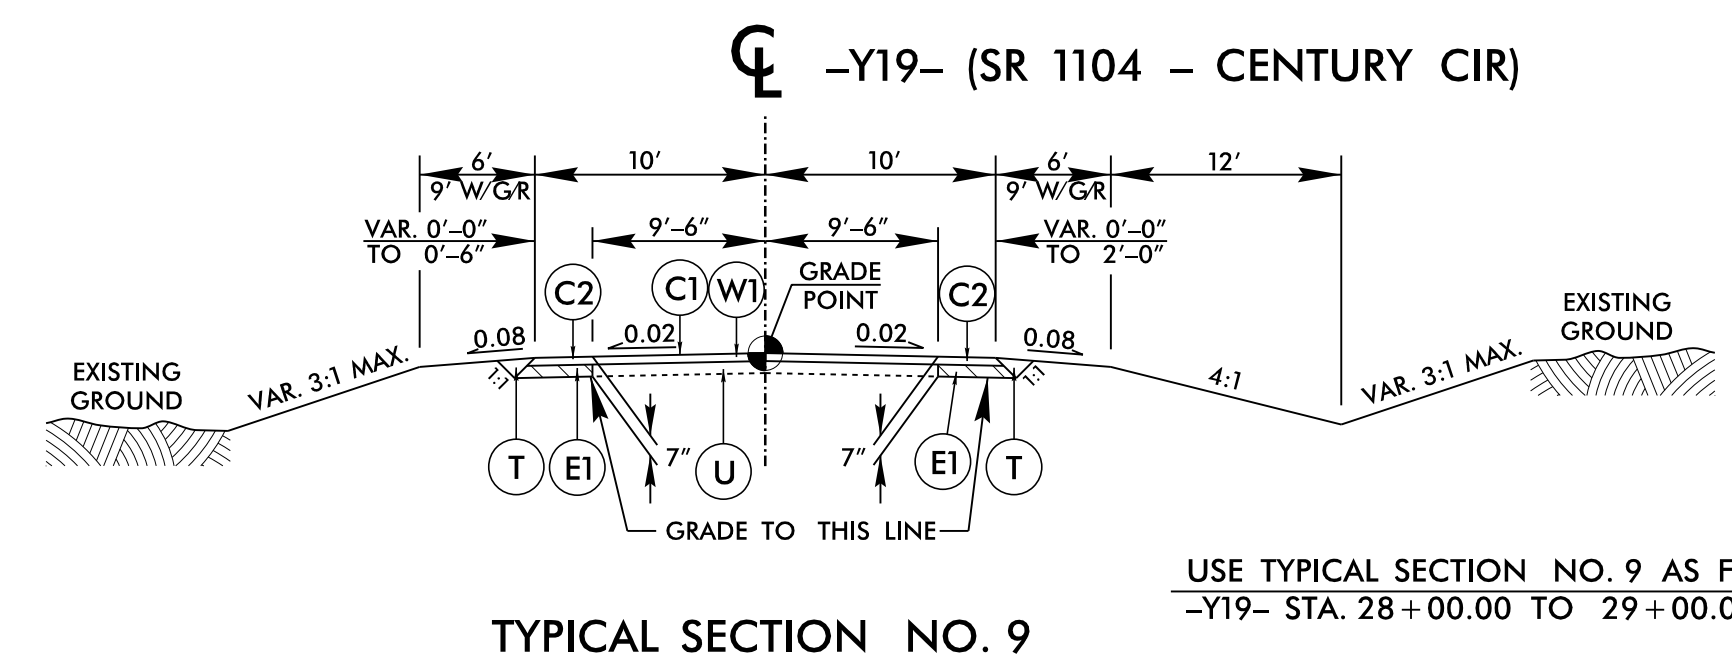 CL –Y19– (SR 1104 – CENTURY CIR)
6' 10' 10' 6' 12'
9' W/G/R 9' W/G/R
VAR. 0'–0" 9'–6" 9'–6" VAR. 0'–0"
TO 0'–6" TO 2'–0"
C2 C1 W1 GRADE C2
POINT
EXISTING
GROUND
0.08 0.02 0.02 0.08
EXISTING
GROUND
VAR. 3:1 MAX. 1:1 1:1 4:1 VAR. 3:1 MAX.
T E1 7" U 7" E1 T
GRADE TO THIS LINE
USE TYPICAL SECTION NO. 9 AS F
–Y19– STA. 28+00.00 TO 29+00.0
TYPICAL SECTION NO. 9